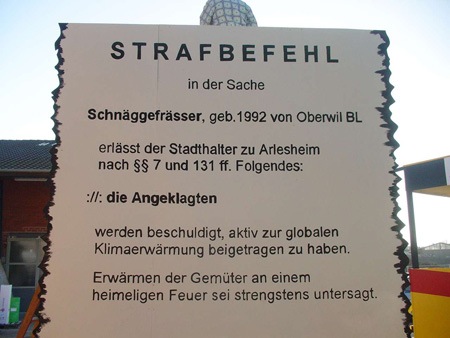 STRAFBEFEHL
in der Sache
Schnäggefrässer, geb.1992 von Oberwil BL
erlässt der Stadthalter zu Arlesheim
nach §§ 7 und 131 ff. Folgendes:
://: die Angeklagten
werden beschuldigt, aktiv zur globalen
Klimaerwärmung beigetragen zu haben.
Erwärmen der Gemüter an einem
heimeligen Feuer sei strengstens untersagt.